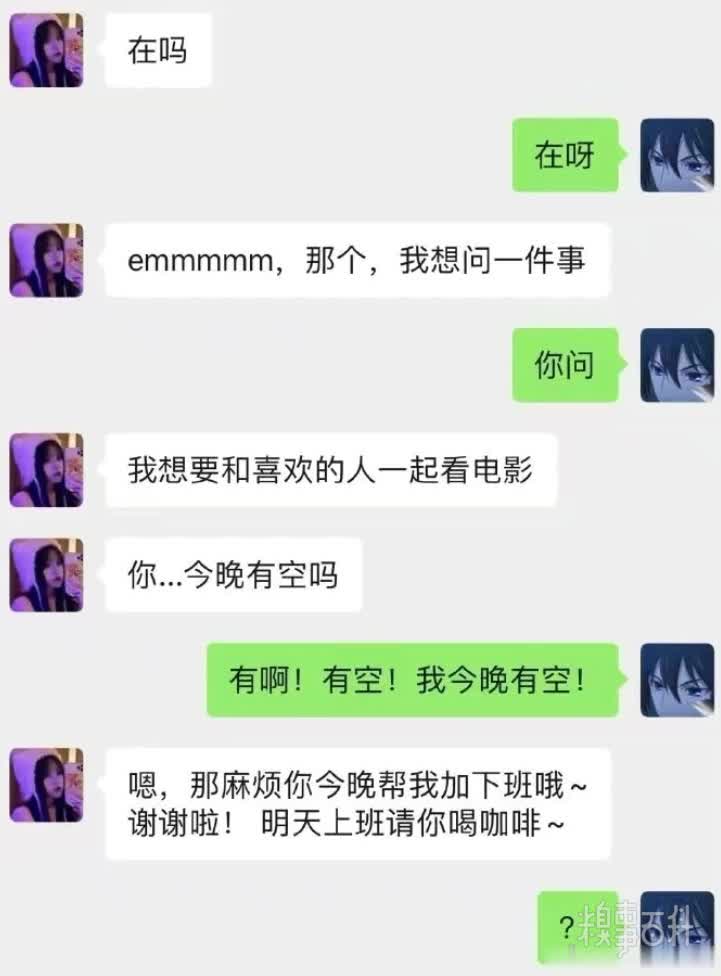 在吗
在呀
emmmmm，那个，我想问一件事
你问
我想要和喜欢的人一起看电影
你...今晚有空吗
有啊！有空！我今晚有空！
嗯，那麻烦你今晚帮我加下班哦~
谢谢啦！ 明天上班请你喝咖啡~
?
糗事百科